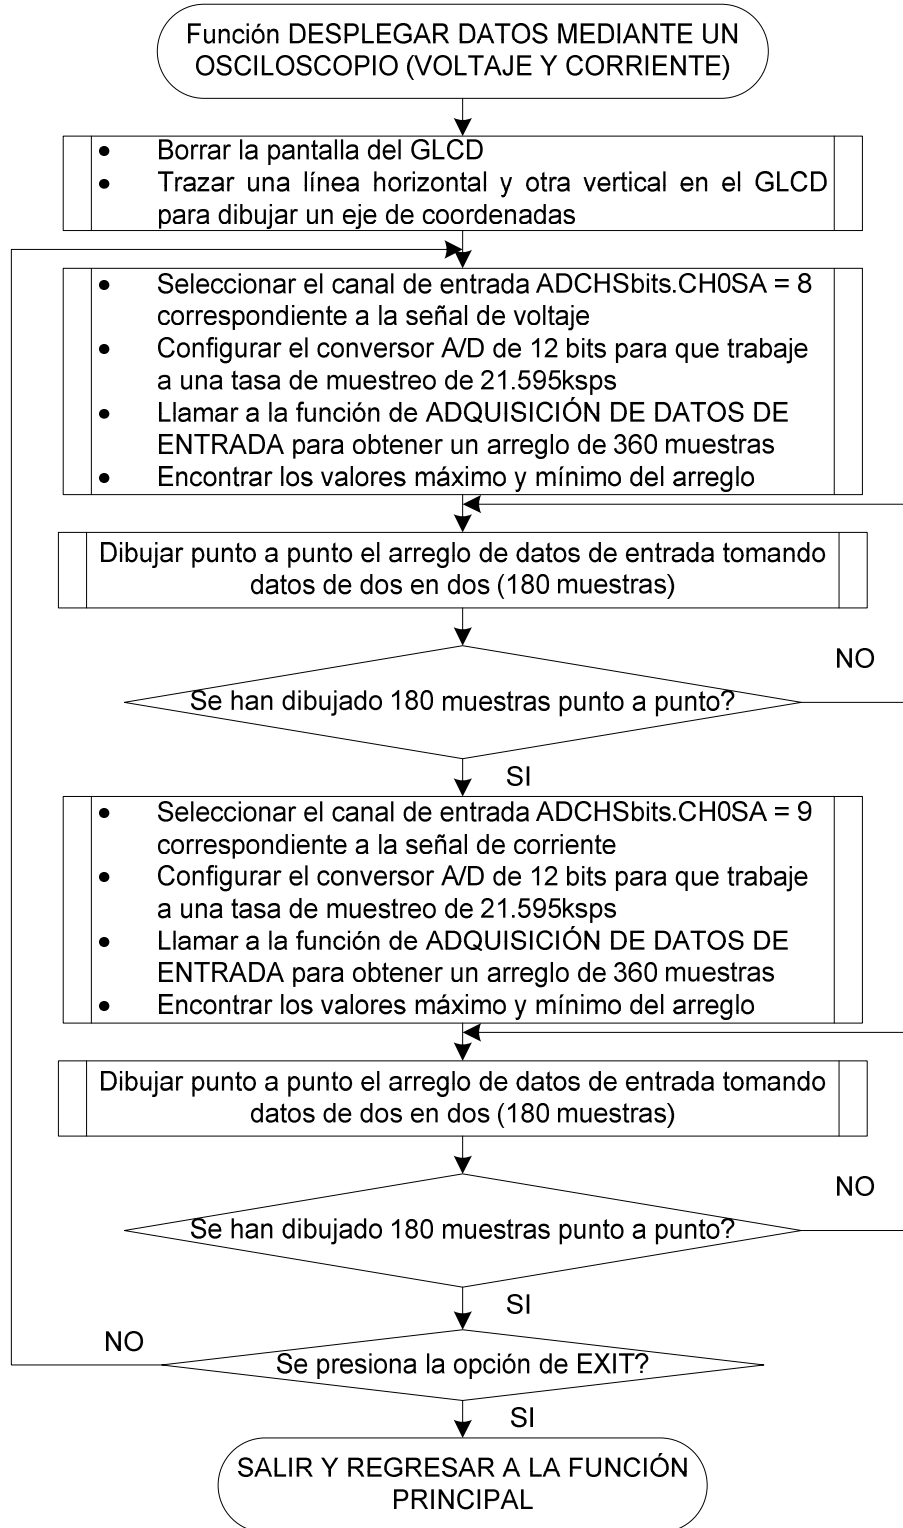 Función DESPLEGAR DATOS MEDIANTE UN
OSCILOSCOPIO (VOLTAJE Y CORRIENTE)
• Borrar la pantalla del GLCD
• Trazar una línea horizontal y otra vertical en el GLCD
para dibujar un eje de coordenadas
• Seleccionar el canal de entrada ADCHSbits.CH0SA = 8
correspondiente a la señal de voltaje
• Configurar el conversor A/D de 12 bits para que trabaje
a una tasa de muestreo de 21.595ksps
• Llamar a la función de ADQUISICIÓN DE DATOS DE
ENTRADA para obtener un arreglo de 360 muestras
• Encontrar los valores máximo y mínimo del arreglo
Dibujar punto a punto el arreglo de datos de entrada tomando
datos de dos en dos (180 muestras)
NO
Se han dibujado 180 muestras punto a punto?
SI
• Seleccionar el canal de entrada ADCHSbits.CH0SA = 9
correspondiente a la señal de corriente
• Configurar el conversor A/D de 12 bits para que trabaje
a una tasa de muestreo de 21.595ksps
• Llamar a la función de ADQUISICIÓN DE DATOS DE
ENTRADA para obtener un arreglo de 360 muestras
• Encontrar los valores máximo y mínimo del arreglo
Dibujar punto a punto el arreglo de datos de entrada tomando
datos de dos en dos (180 muestras)
NO
Se han dibujado 180 muestras punto a punto?
SI
NO
Se presiona la opción de EXIT?
SI
SALIR Y REGRESAR A LA FUNCIÓN
PRINCIPAL